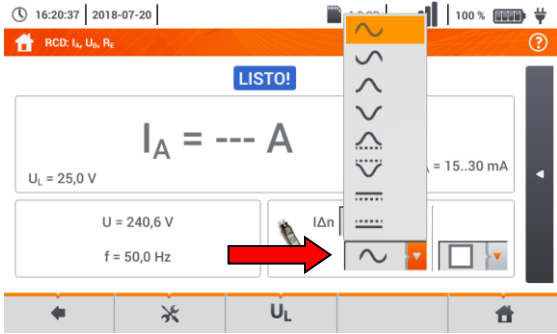 16:20:37 2018-07-20 100 %
RCD: IA, UB, RE
LISTO!
IA = --- A
UL = 25,0 V
= 15..30 mA
U = 240,6 V
IΔn
f = 50,0 Hz
UL